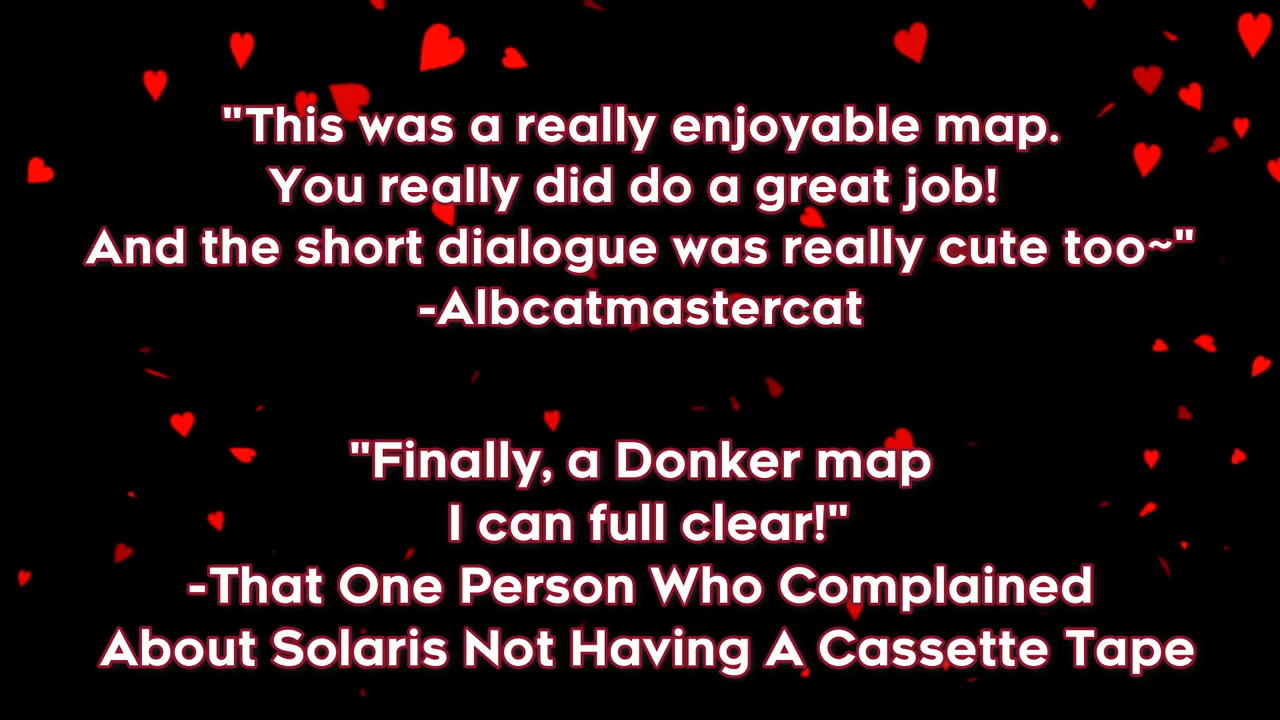 "This was a really enjoyable map.
You really did do a great job!
And the short dialogue was really cute too~"
-Albcatmastercat
"Finally, a Donker map
I can full clear!"
-That One Person Who Complained
About Solaris Not Having A Cassette Tape